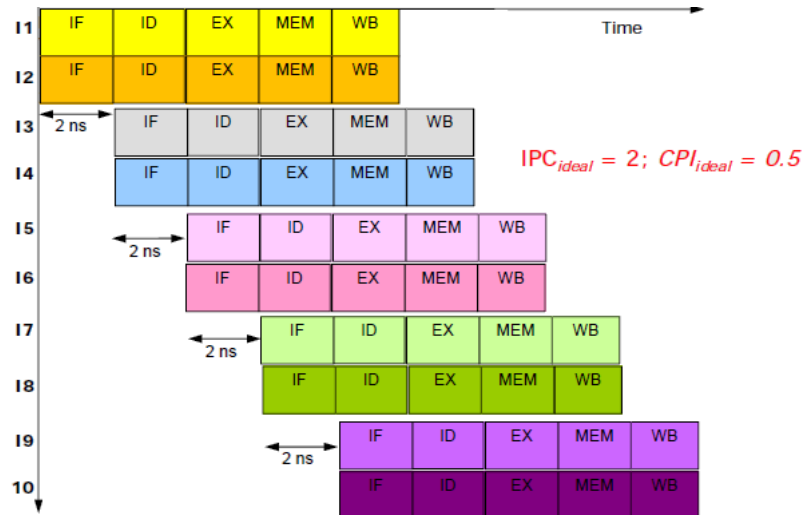 I1 IF ID EX MEM WB Time
I2 IF ID EX MEM WB
2 ns
I3 IF ID EX MEM WB
I4 IF ID EX MEM WB
IPCideal = 2; CPIideal = 0.5
I5 IF ID EX MEM WB
2 ns
I6 IF ID EX MEM WB
I7 IF ID EX MEM WB
2 ns
I8 IF ID EX MEM WB
I9 IF ID EX MEM WB
2 ns
10 IF ID EX MEM WB